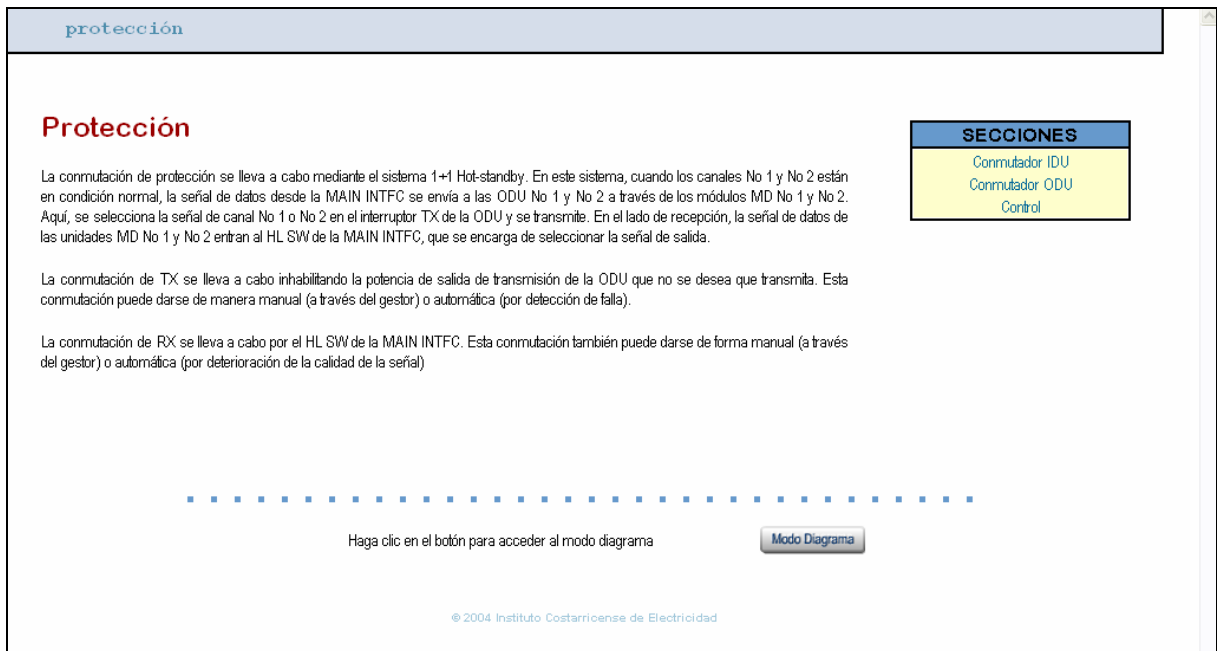 protección
Protección
La conmutación de protección se lleva a cabo mediante el sistema 1+1 Hot-standby. En este sistema, cuando los canales No 1 y No 2 están
en condición normal, la señal de datos desde la MAIN INTFC se envía a las ODU No 1 y No 2 a través de los módulos MD No 1 y No 2.
Aquí, se selecciona la señal de canal No 1 o No 2 en el interruptor TX de la ODU y se transmite. En el lado de recepción, la señal de datos de
las unidades MD No 1 y No 2 entran al HL SW de la MAIN INTFC, que se encarga de seleccionar la señal de salida.
La conmutación de TX se lleva a cabo inhabilitando la potencia de salida de transmisión de la ODU que no se desea que transmita. Esta
conmutación puede darse de manera manual (a través del gestor) o automática (por detección de falla).
La conmutación de RX se lleva a cabo por el HL SW de la MAIN INTFC. Esta conmutación también puede darse de forma manual (a través
del gestor) o automática (por deterioración de la calidad de la señal)
SECCIONES
Conmutador IDU
Conmutador ODU
Control
Haga clic en el botón para acceder al modo diagrama
Modo Diagrama
© 2004 Instituto Costarricense de Electricidad